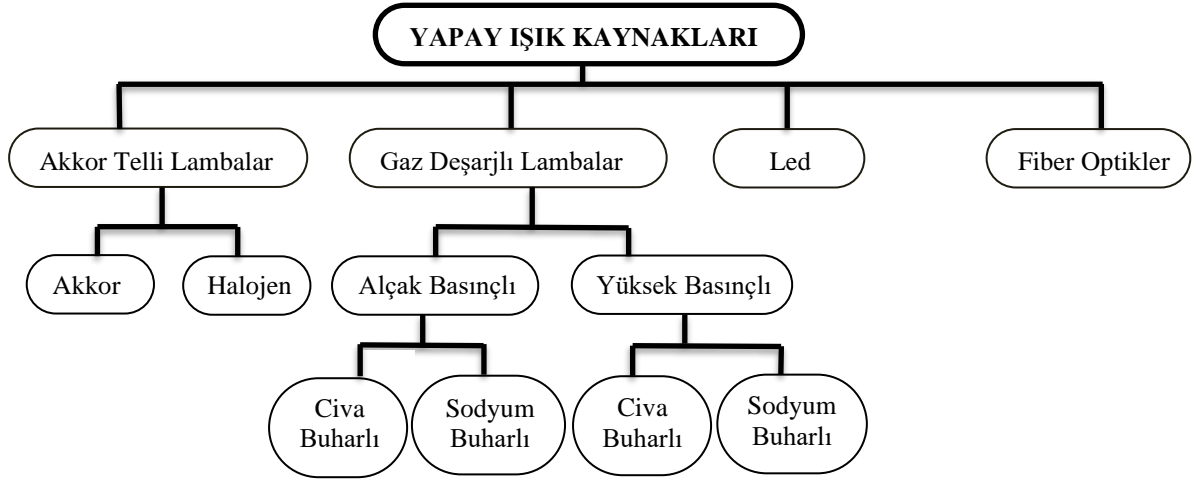 YAPAY IŞIK KAYNAKLARI
Akkor Telli Lambalar
Gaz Deşarjlı Lambalar
Led
Fiber Optikler
Akkor
Halojen
Alçak Basınçlı
Yüksek Basınçlı
Civa
Buharlı
Sodyum
Buharlı
Civa
Buharlı
Sodyum
Buharlı